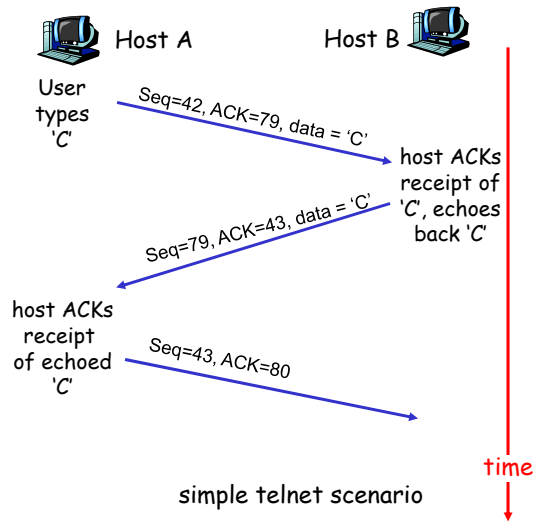 Host A
Host B
User
types
‘C’
Seq=42, ACK=79, data = ‘C’
host ACKs
receipt of
‘C’, echoes
back ‘C’
Seq=79, ACK=43, data = ‘C’
host ACKs
receipt
of echoed
‘C’
Seq=43, ACK=80
time
simple telnet scenario